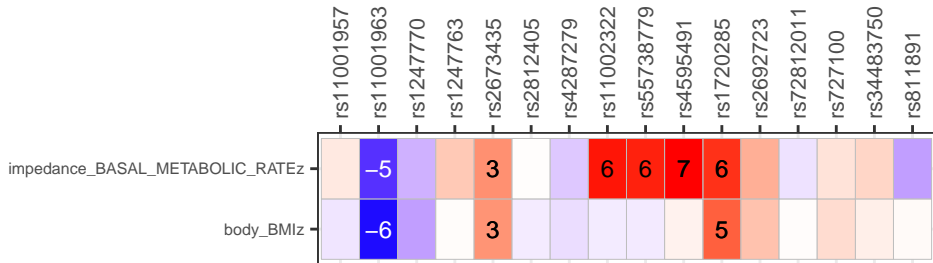 rs11001957 rs11001963 rs1247770 rs1247763 rs2673435 rs2812405 rs4287279 rs11002322 rs55738779 rs4595491 rs1720285 rs2692723 rs72812011 rs727100 rs34483750 rs811891
impedance_BASAL_METABOLIC_RATEz −5 3 6 6 7 6
body_BMIz −6 3 5